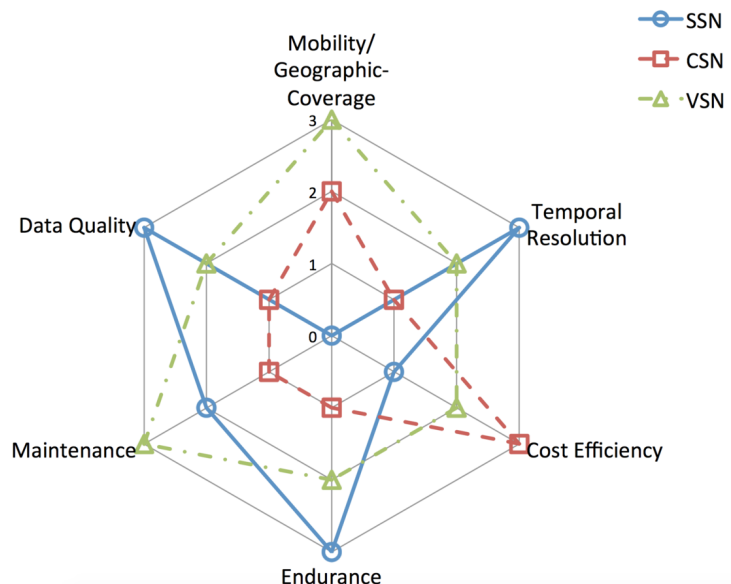 SSN
CSN
VSN
Mobility/
Geographic-
Coverage
3
2
1
0
Temporal
Resolution
Data Quality
Maintenance
Cost Efficiency
Endurance